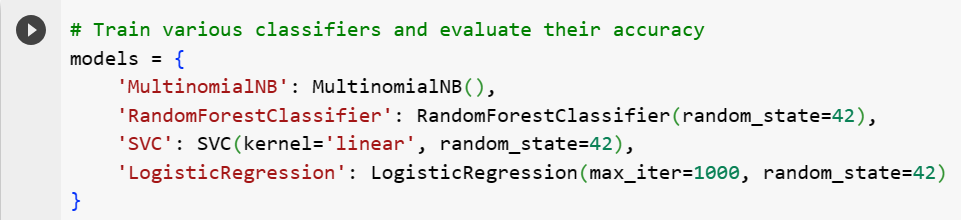 # Train various classifiers and evaluate their accuracy
models = {
    'MultinomialNB': MultinomialNB(),
    'RandomForestClassifier': RandomForestClassifier(random_state=42),
    'SVC': SVC(kernel='linear', random_state=42),
    'LogisticRegression': LogisticRegression(max_iter=1000, random_state=42)
}